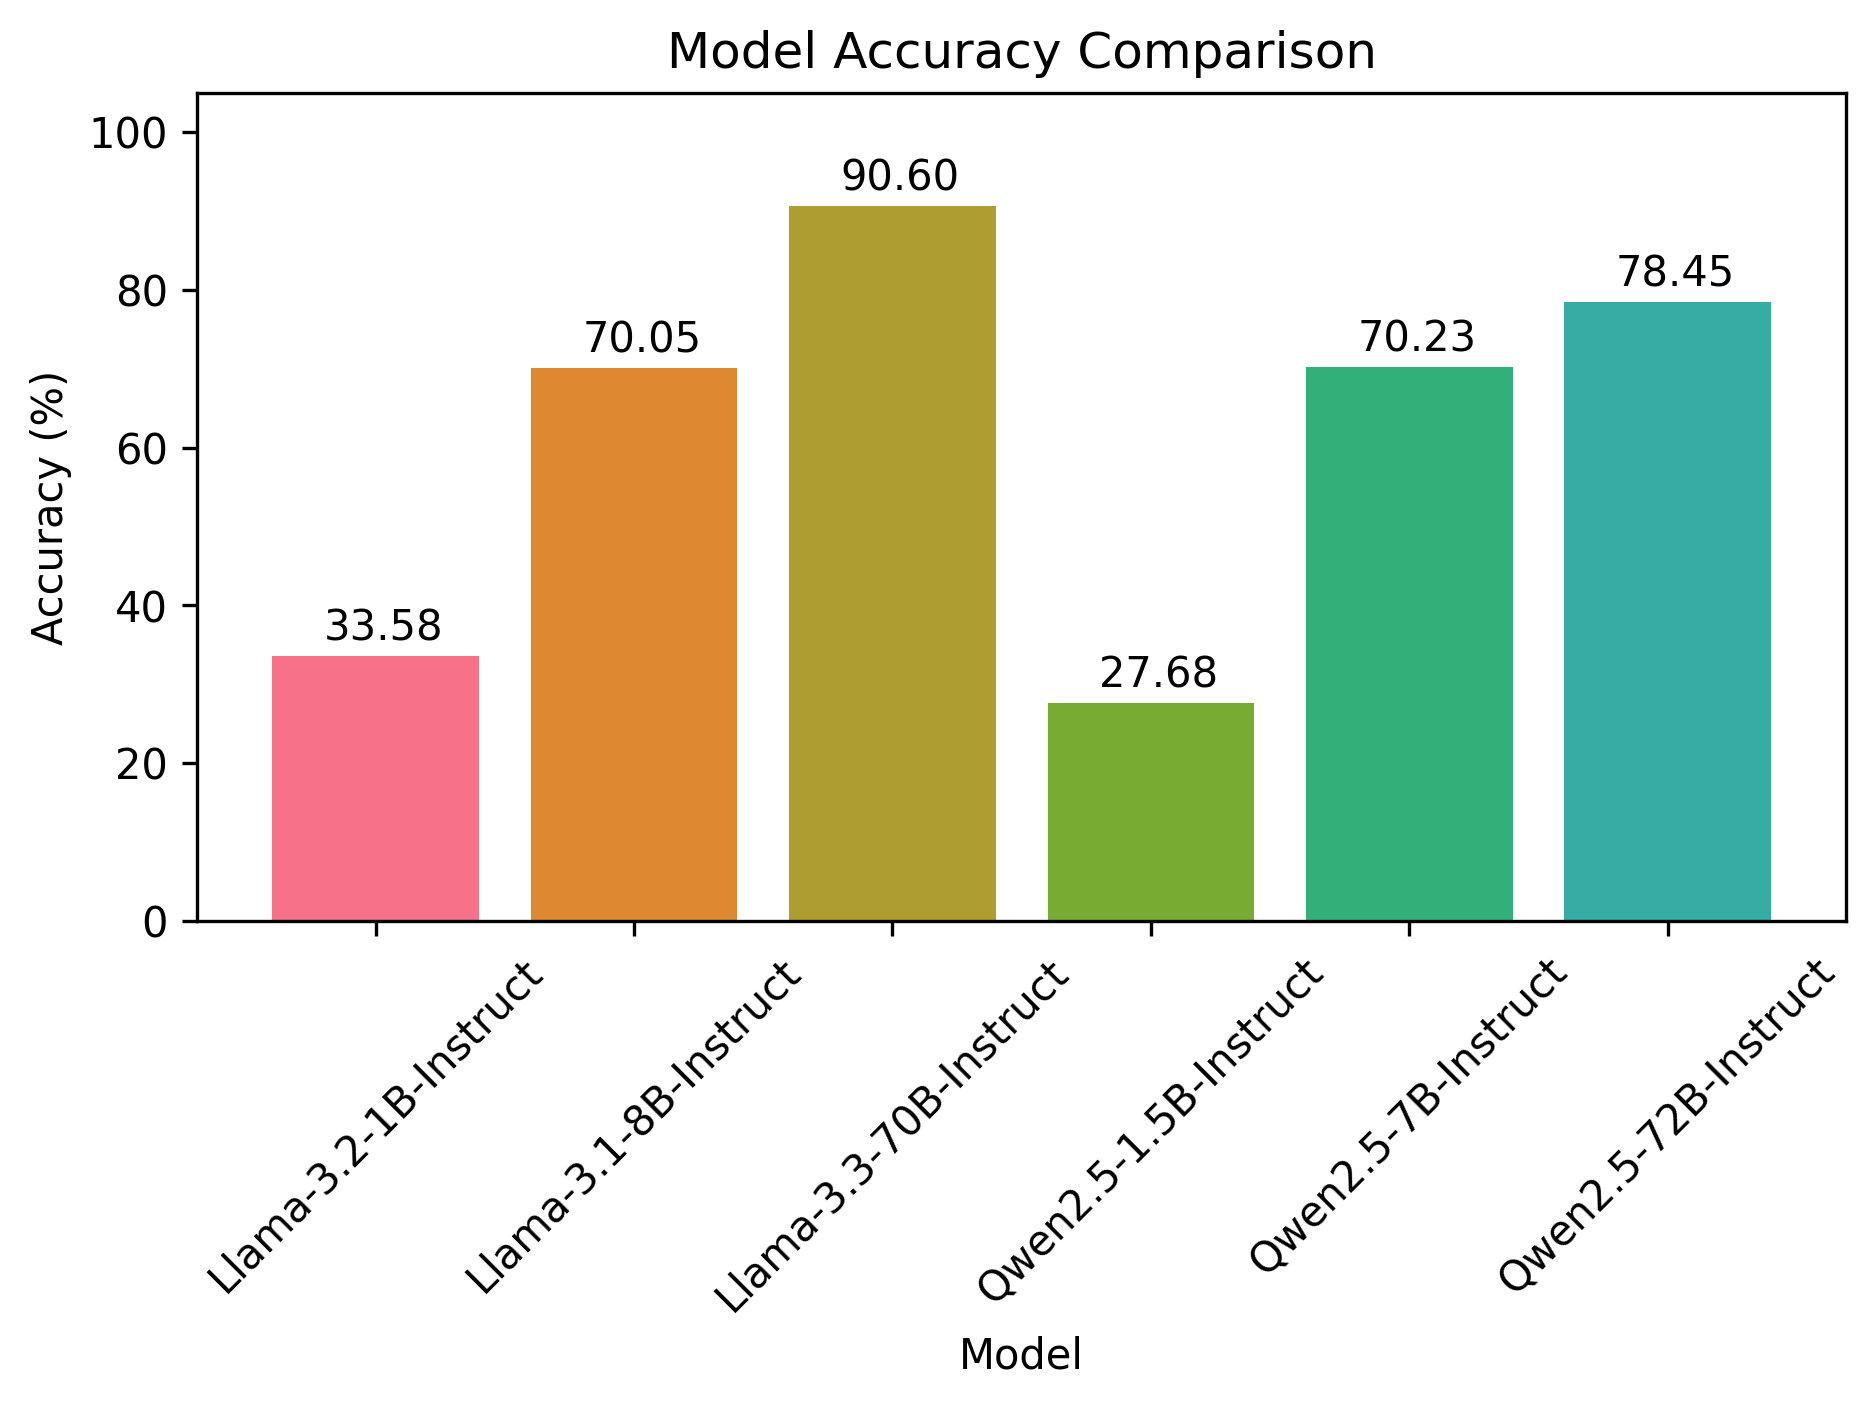 Model Accuracy Comparison
Accuracy (%)
100
80
60
40
20
0
33.58
70.05
90.60
27.68
70.23
78.45
Llama-3.2-1B-Instruct
Llama-3.1-8B-Instruct
Llama-3.3-70B-Instruct
Qwen2.5-1.5B-Instruct
Qwen2.5-7B-Instruct
Qwen2.5-72B-Instruct
Model